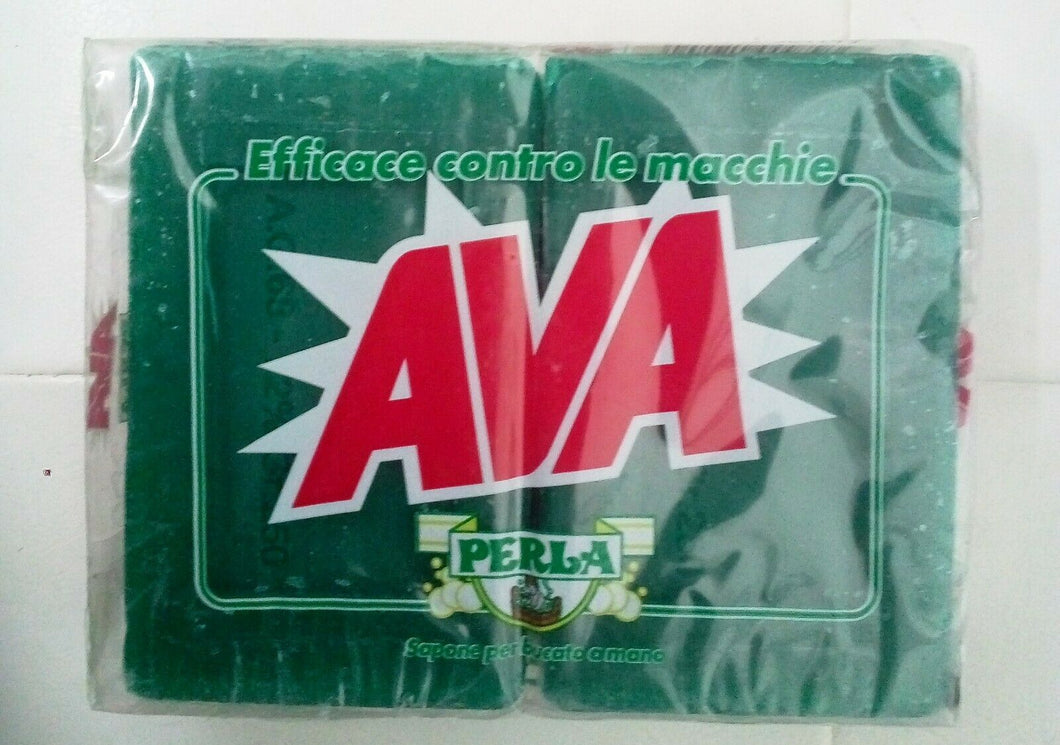 Efficace contro le macchie
AVA
PERLA
Sapone per bucato a mano